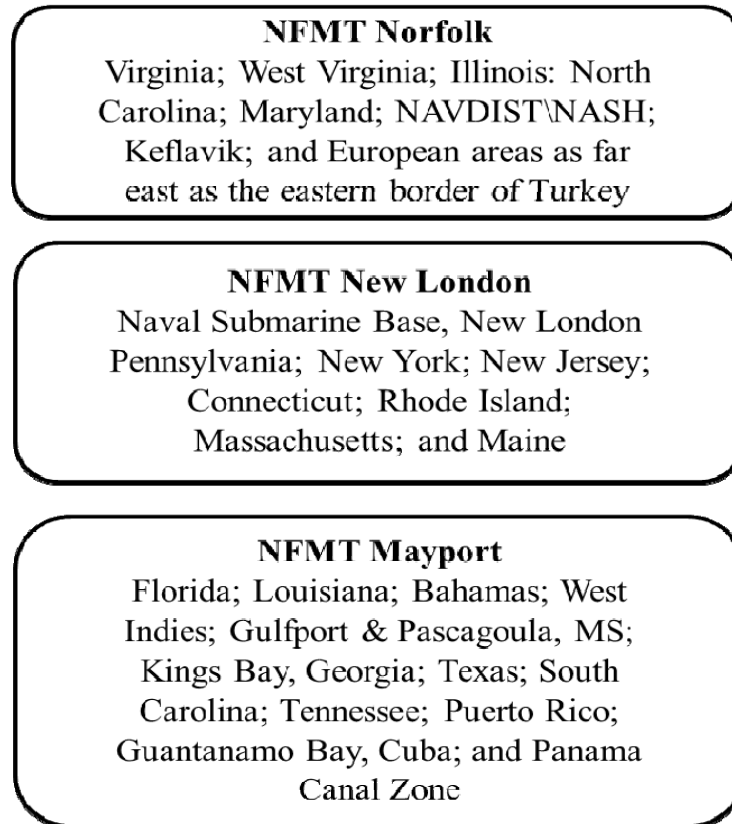 NFMT Norfolk
Virginia; West Virginia; Illinois: North
Carolina; Maryland; NAVDIST\NASH;
Keflavik; and European areas as far
east as the eastern border of Turkey
NFMT New London
Naval Submarine Base, New London
Pennsylvania; New York; New Jersey;
Connecticut; Rhode Island;
Massachusetts; and Maine
NFMT Mayport
Florida; Louisiana; Bahamas; West
Indies; Gulfport & Pascagoula, MS;
Kings Bay, Georgia; Texas; South
Carolina; Tennessee; Puerto Rico;
Guantanamo Bay, Cuba; and Panama
Canal Zone